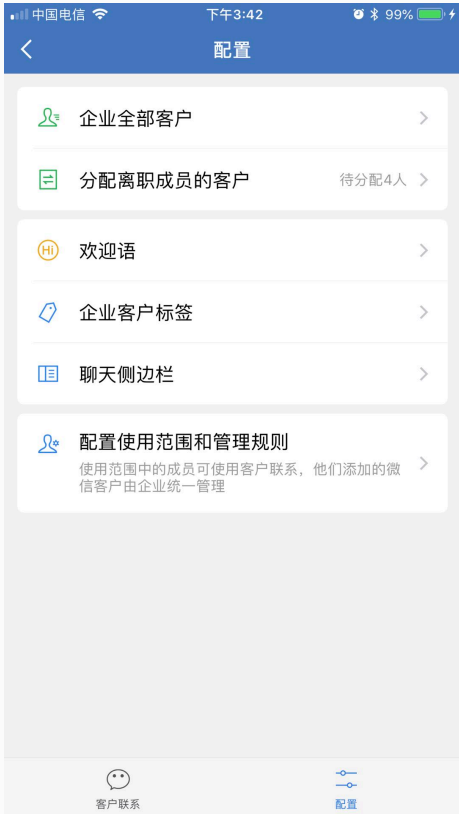 中国电信 下午3:42 99%
配置
企业全部客户
分配离职成员的客户 待分配4人
Hi 欢迎语
企业客户标签
聊天侧边栏
配置使用范围和管理规则
使用范围中的成员可使用客户联系，他们添加的微
信客户由企业统一管理
客户联系 配置